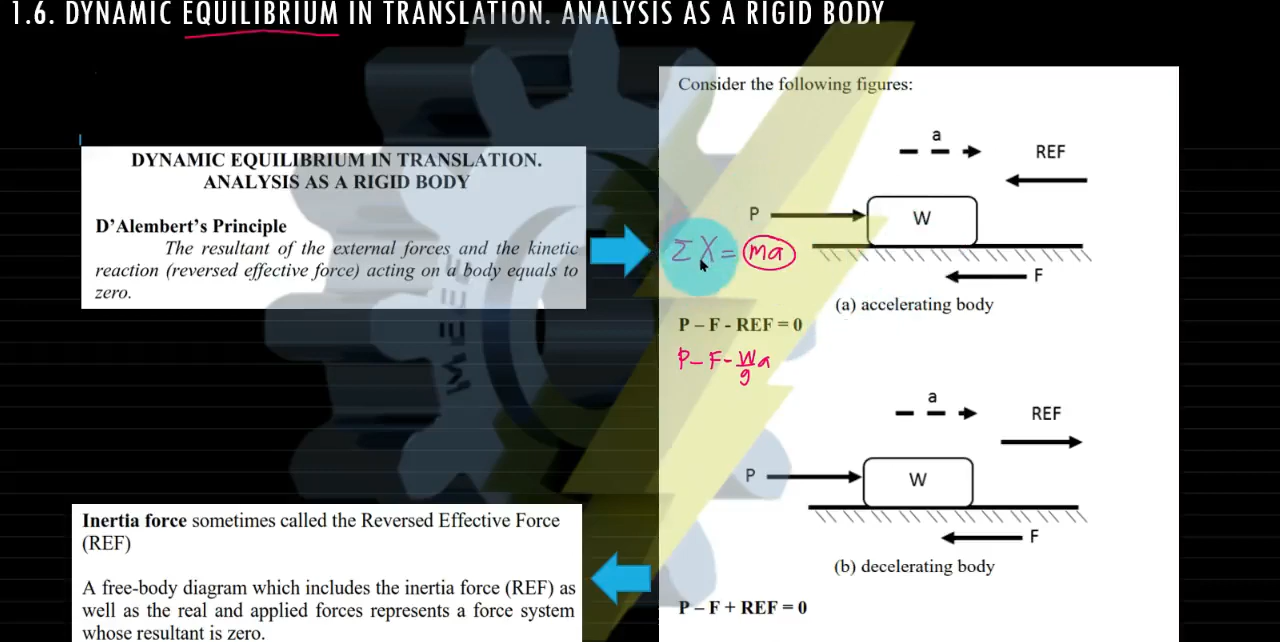 1.6. DYNAMIC EQUILIBRIUM IN TRANSLATION. ANALYSIS AS A RIGID BODY
DYNAMIC EQUILIBRIUM IN TRANSLATION.
ANALYSIS AS A RIGID BODY
D'Alembert's Principle
The resultant of the external forces and the kinetic
reaction (reversed effective force) acting on a body equals to
zero.
Inertia force sometimes called the Reversed Effective Force
(REF)
A free-body diagram which includes the inertia force (REF) as
well as the real and applied forces represents a force system
whose resultant is zero.
Consider the following figures:
a
REF
P
W
ΣX = ma
F
(a) accelerating body
P – F - REF = 0
P – F – W/g a
a
REF
P
W
F
(b) decelerating body
P – F + REF = 0
MEEE